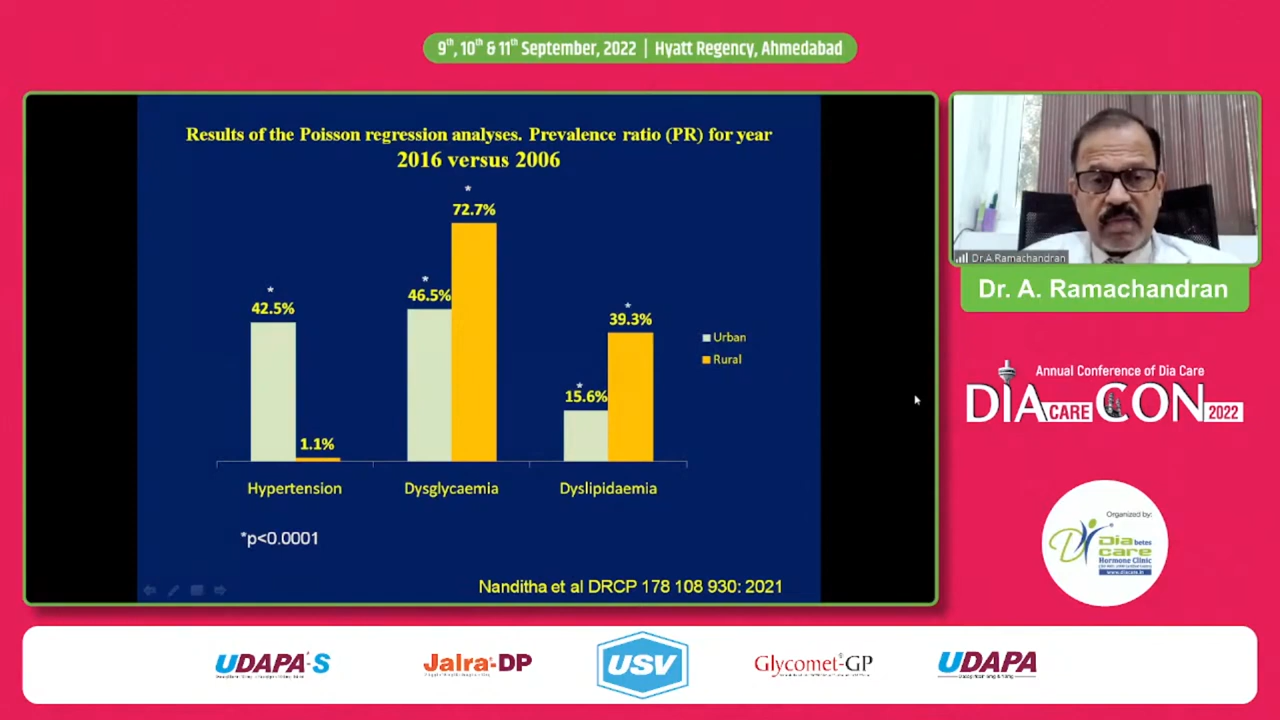 9th, 10th & 11th September, 2022 | Hyatt Regency, Ahmedabad
Results of the Poisson regression analyses. Prevalence ratio (PR) for year
2016 versus 2006
*
72.7%
*
46.5%
*
42.5%
*
39.3%
*
15.6%
1.1%
Urban
Rural
Hypertension
Dysglycaemia
Dyslipidaemia
*p<0.0001
Nanditha et al DRCP 178 108 930: 2021
Dr.A.Ramachandran
Dr. A. Ramachandran
Annual Conference of Dia Care
DIA CARE CON 2022
Organized by:
Diabetes
care
Hormone Clinic
www.diacare.in
UDAPA-S
Jalra-DP
USV
Glycomet-GP
UDAPA